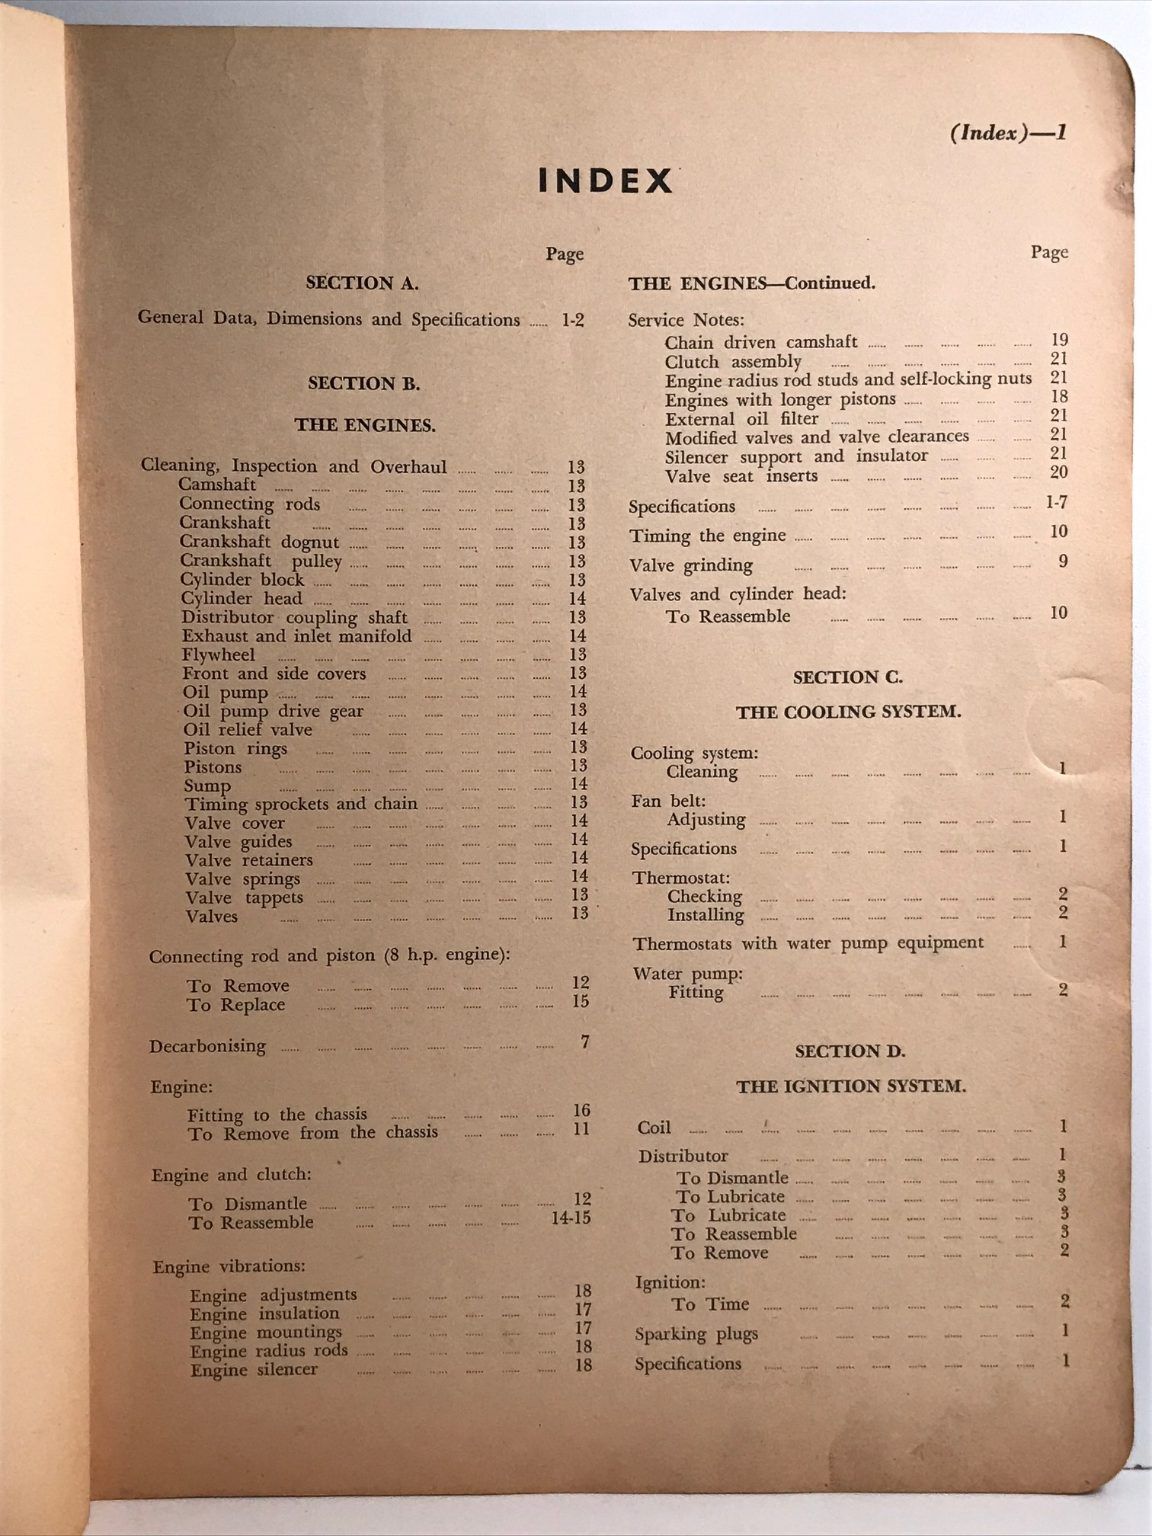 (Index)—1
INDEX
Page
SECTION A.
General Data, Dimensions and Specifications ...... 1-2
SECTION B.
THE ENGINES.
Cleaning, Inspection and Overhaul ...... 13
Camshaft ...... 13
Connecting rods ...... 13
Crankshaft ...... 13
Crankshaft dognut ...... 13
Crankshaft pulley ...... 13
Cylinder block ...... 13
Cylinder head ...... 14
Distributor coupling shaft ...... 13
Exhaust and inlet manifold ...... 14
Flywheel ...... 13
Front and side covers ...... 13
Oil pump ...... 14
Oil pump drive gear ...... 13
Oil relief valve ...... 14
Piston rings ...... 13
Pistons ...... 13
Sump ...... 14
Timing sprockets and chain ...... 13
Valve cover ...... 14
Valve guides ...... 14
Valve retainers ...... 14
Valve springs ...... 14
Valve tappets ...... 13
Valves ...... 13
Connecting rod and piston (8 h.p. engine):
To Remove ...... 12
To Replace ...... 15
Decarbonising ...... 7
Engine:
Fitting to the chassis ...... 16
To Remove from the chassis ...... 11
Engine and clutch:
To Dismantle ...... 12
To Reassemble ...... 14-15
Engine vibrations:
Engine adjustments ...... 18
Engine insulation ...... 17
Engine mountings ...... 17
Engine radius rods ...... 18
Engine silencer ...... 18
Page
THE ENGINES—Continued.
Service Notes:
Chain driven camshaft ...... 19
Clutch assembly ...... 21
Engine radius rod studs and self-locking nuts 21
Engines with longer pistons ...... 18
External oil filter ...... 21
Modified valves and valve clearances ...... 21
Silencer support and insulator ...... 21
Valve seat inserts ...... 20
Specifications ...... 1-7
Timing the engine ...... 10
Valve grinding ...... 9
Valves and cylinder head:
To Reassemble ...... 10
SECTION C.
THE COOLING SYSTEM.
Cooling system:
Cleaning ...... 1
Fan belt:
Adjusting ...... 1
Specifications ...... 1
Thermostat:
Checking ...... 2
Installing ...... 2
Thermostats with water pump equipment ...... 1
Water pump:
Fitting ...... 2
SECTION D.
THE IGNITION SYSTEM.
Coil ...... 1
Distributor ...... 1
To Dismantle ...... 3
To Lubricate ...... 3
To Lubricate ...... 3
To Reassemble ...... 3
To Remove ...... 2
Ignition:
To Time ...... 2
Sparking plugs ...... 1
Specifications ...... 1